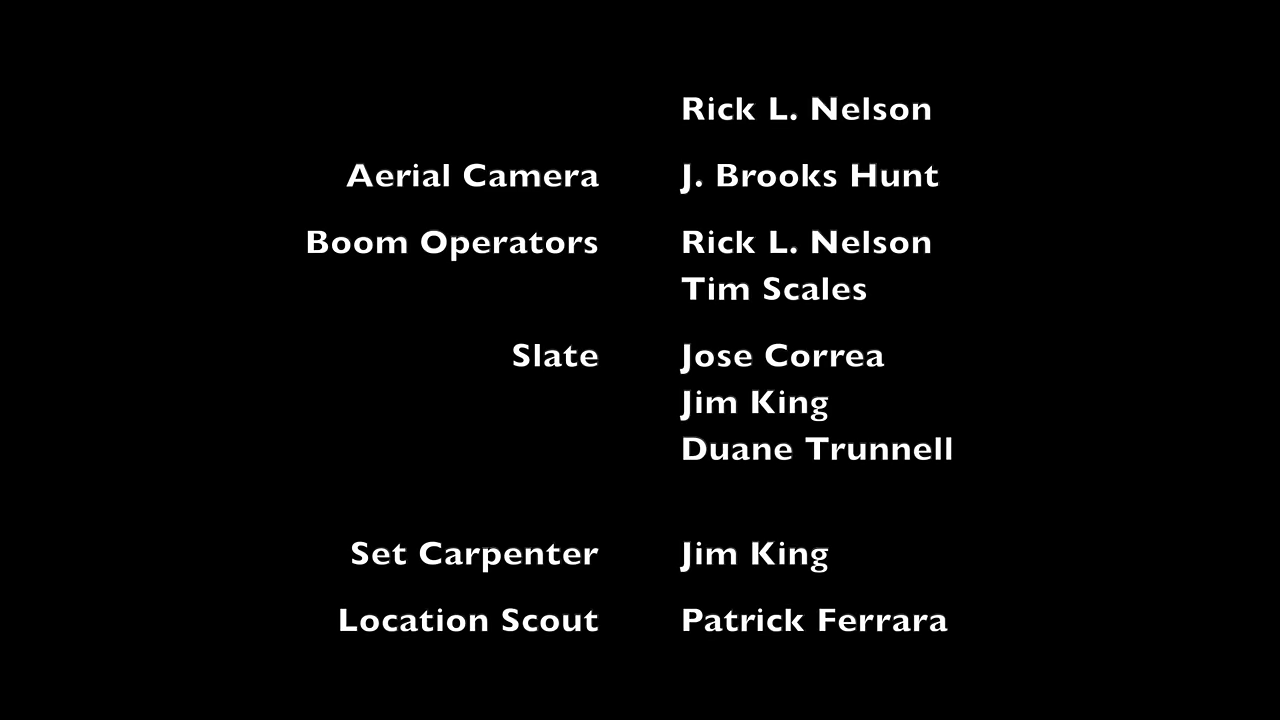 Rick L. Nelson
Aerial Camera J. Brooks Hunt
Boom Operators Rick L. Nelson
Tim Scales
Slate Jose Correa
Jim King
Duane Trunnell
Set Carpenter Jim King
Location Scout Patrick Ferrara